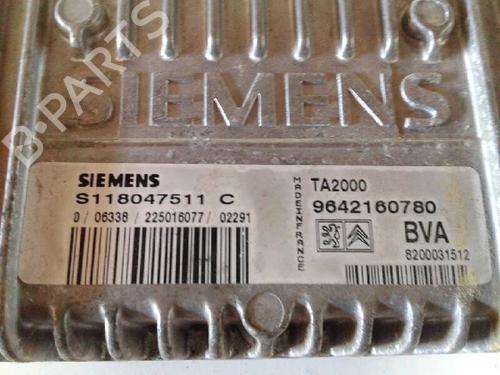 B-PARTS
SIEMENS
SIEMENS
S118047511 C
0 / 06338 / 225016077 / 02291
MADE IN FRANCE
TA2000
9642160780
BVA
8200031512